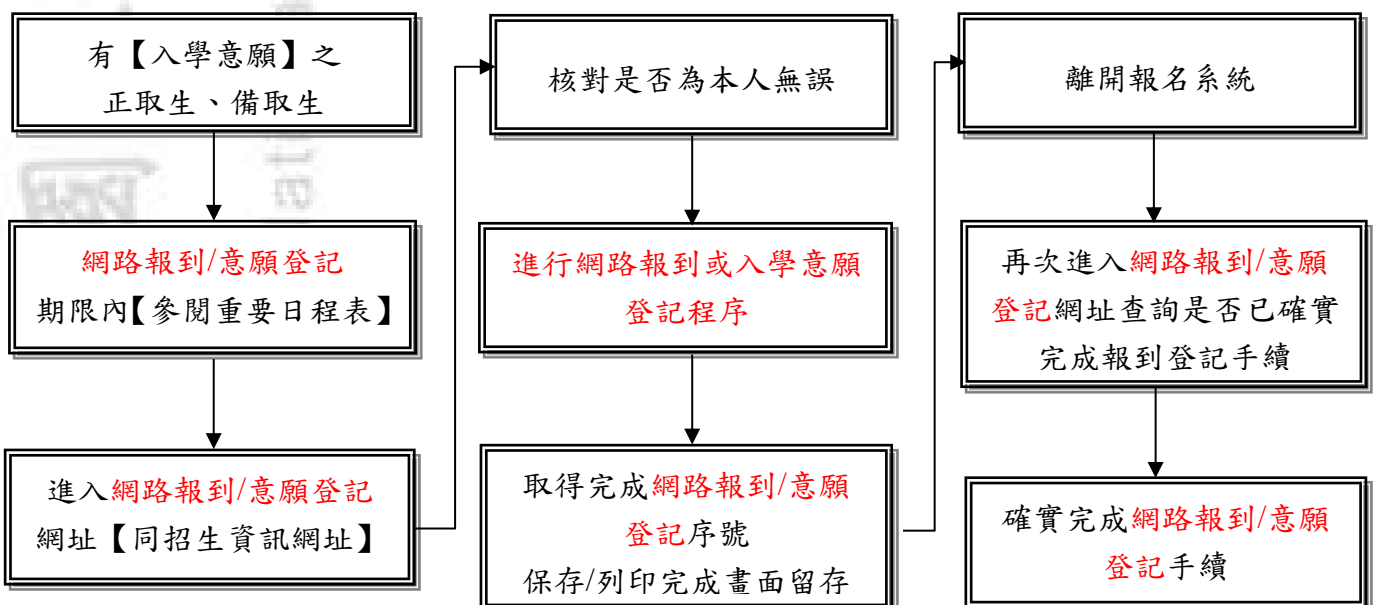 有【入學意願】之
正取生、備取生
網路報到/意願登記
期限內【參閱重要日程表】
進入網路報到/意願登記
網址【同招生資訊網址】
核對是否為本人無誤
進行網路報到或入學意願
登記程序
取得完成網路報到/意願
登記序號
保存/列印完成畫面留存
離開報名系統
再次進入網路報到/意願
登記網址查詢是否已確實
完成報到登記手續
確實完成網路報到/意願
登記手續